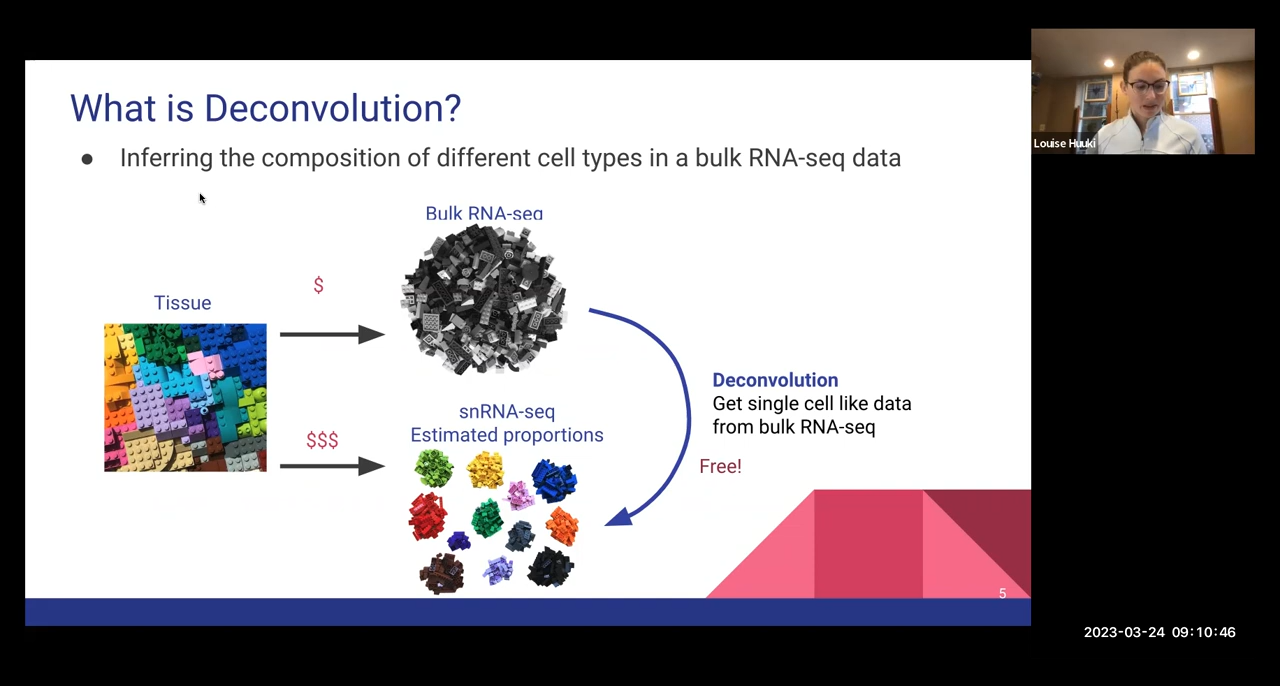 What is Deconvolution?
● Inferring the composition of different cell types in a bulk RNA-seq data
Bulk RNA-seq
$
Tissue
Deconvolution
Get single cell like data
from bulk RNA-seq
snRNA-seq
Estimated proportions
$$$
Free!
5
Louise Huuki
2023-03-24 09:10:46